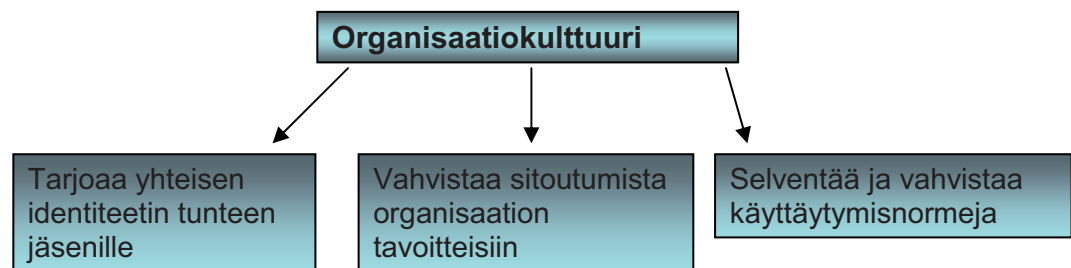 Organisaatiokulttuuri
Tarjoaa yhteisen
identiteetin tunteen
jäsenille
Vahvistaa sitoutumista
organisaation
tavoitteisiin
Selventää ja vahvistaa
käyttäytymisnormeja